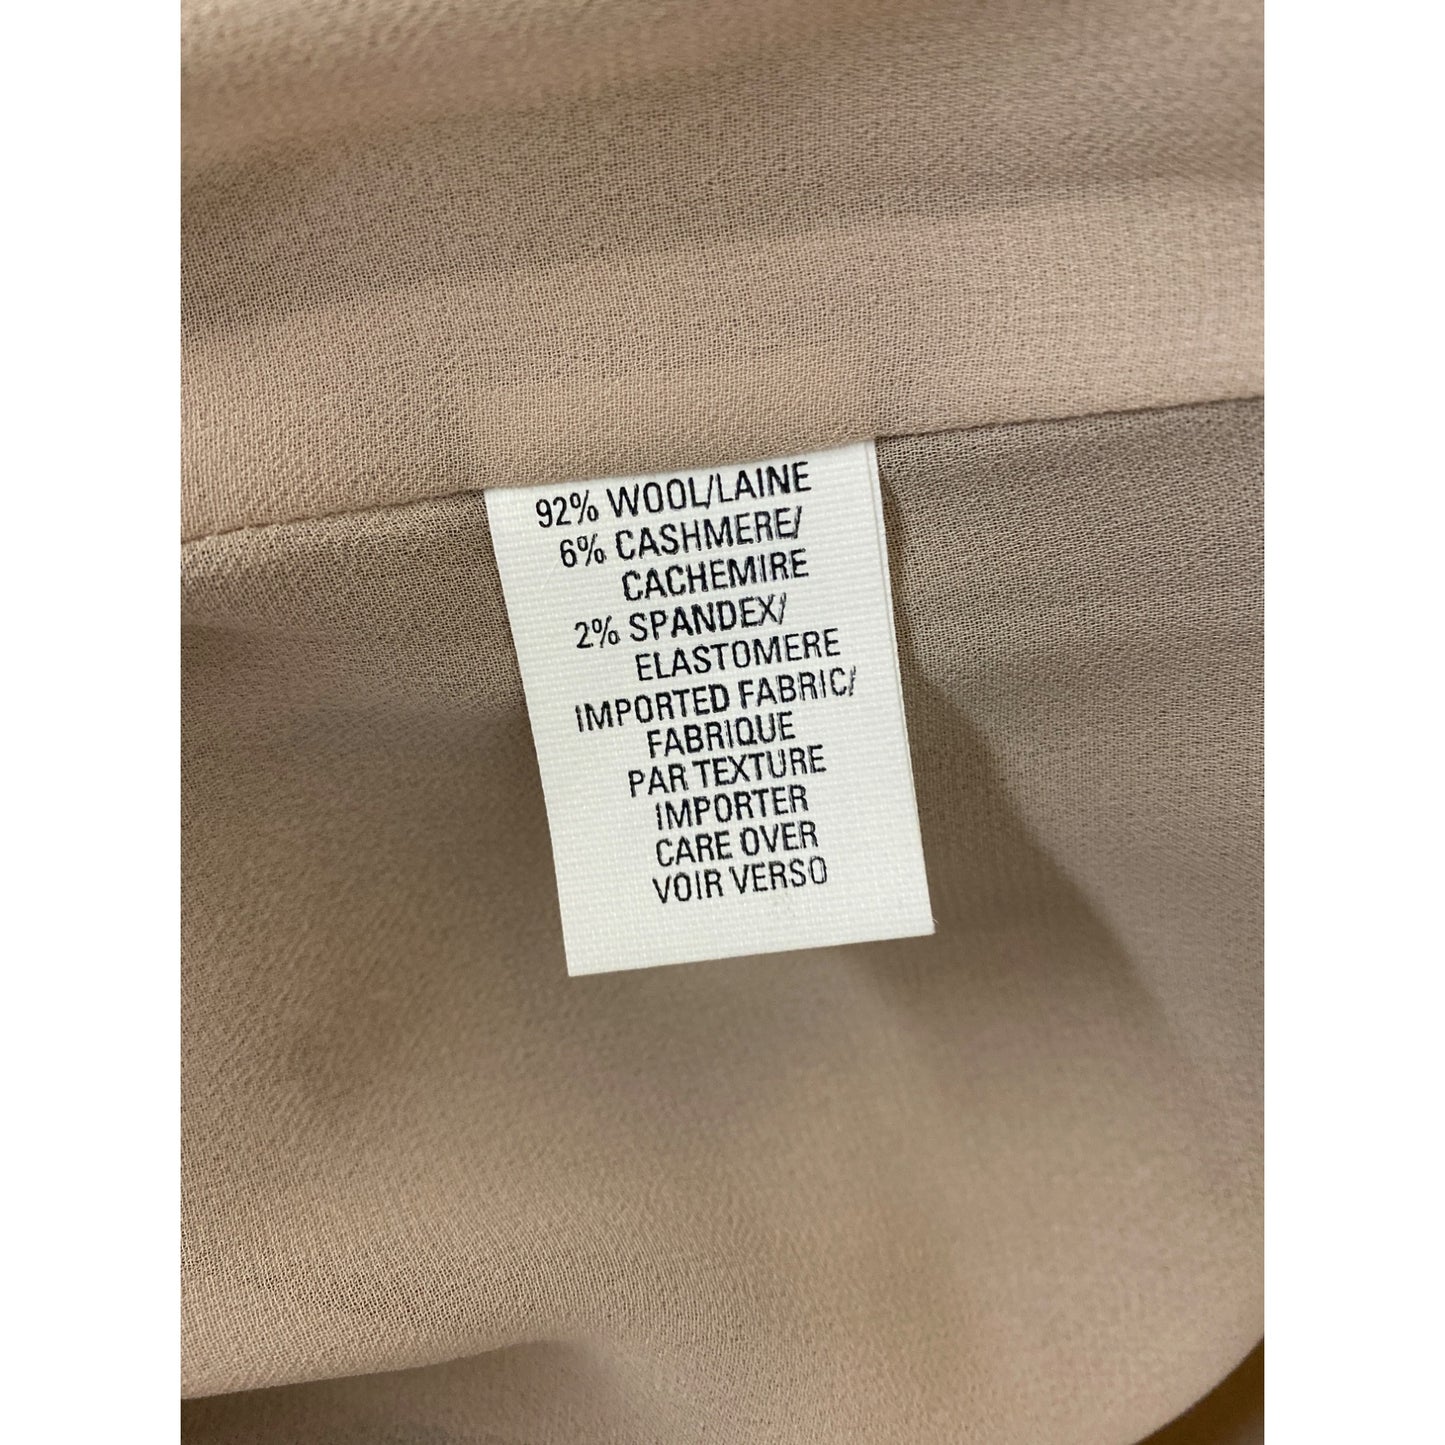 92% WOOL/LAINE
6% CASHMERE/
CACHEMIRE
2% SPANDEX/
ELASTOMERE
IMPORTED FABRIC/
FABRIQUE
PAR TEXTURE
IMPORTER
CARE OVER
VOIR VERSO